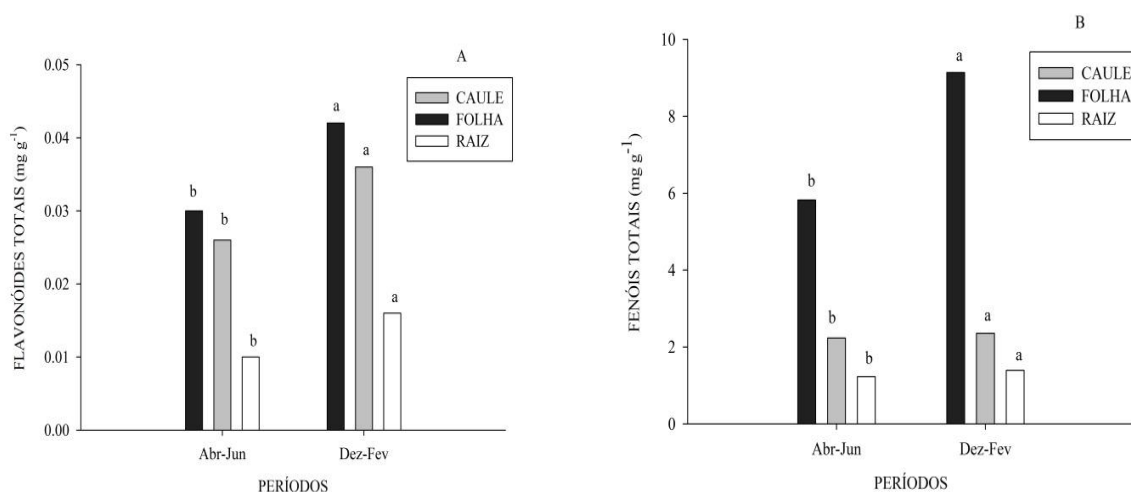 A
FLAVONÓIDES TOTAIS (mg g-1)
0.05
0.04
0.03
0.02
0.01
0.00
CAULE
FOLHA
RAIZ
b
b
b
a
a
a
Abr-Jun
Dez-Fev
PERÍODOS
B
FENÓIS TOTAIS (mg g-1)
10
8
6
4
2
0
CAULE
FOLHA
RAIZ
b
b
b
a
a
a
Abr-Jun
Dez-Fev
PERÍODOS